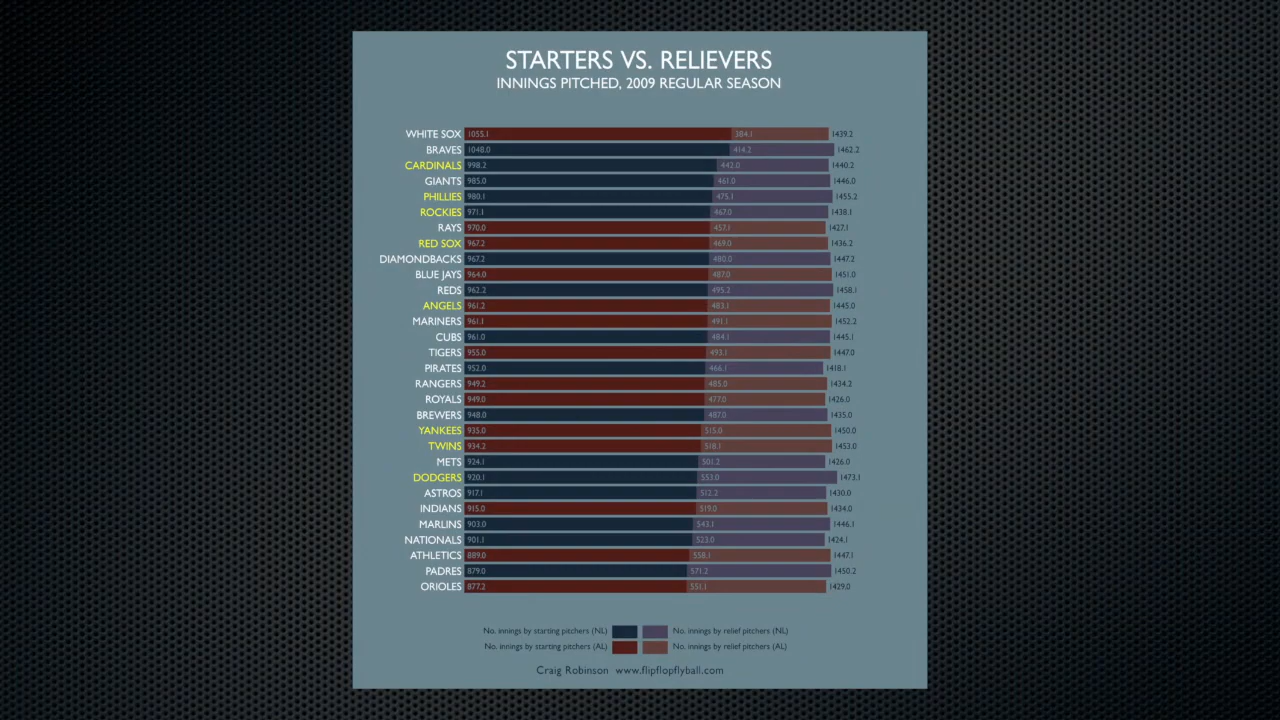 STARTERS VS. RELIEVERS
INNINGS PITCHED, 2009 REGULAR SEASON
WHITE SOX 1055.1 384.1 1439.2
BRAVES 1048.0 414.2 1462.2
CARDINALS 998.2 442.0 1440.2
GIANTS 985.0 461.0 1446.0
PHILLIES 980.1 475.1 1455.2
ROCKIES 971.1 467.0 1438.1
RAYS 970.0 457.1 1427.1
RED SOX 967.2 469.0 1436.2
DIAMONDBACKS 967.2 480.0 1447.2
BLUE JAYS 964.0 487.0 1451.0
REDS 962.2 495.2 1458.1
ANGELS 961.2 483.1 1445.0
MARINERS 961.1 491.1 1452.2
CUBS 961.0 484.1 1445.1
TIGERS 955.0 493.1 1447.0
PIRATES 952.0 466.1 1418.1
RANGERS 949.2 485.0 1434.2
ROYALS 949.0 477.0 1426.0
BREWERS 948.0 487.0 1435.0
YANKEES 935.0 515.0 1450.0
TWINS 934.2 518.1 1453.0
METS 924.1 501.2 1426.0
DODGERS 920.1 553.0 1473.1
ASTROS 917.1 512.2 1430.0
INDIANS 915.0 519.0 1434.0
MARLINS 903.0 543.1 1446.1
NATIONALS 901.1 523.0 1424.1
ATHLETICS 889.0 558.1 1447.1
PADRES 879.0 571.2 1450.2
ORIOLES 877.2 551.1 1429.0
No. innings by starting pitchers (NL) No. innings by relief pitchers (NL)
No. innings by starting pitchers (AL) No. innings by relief pitchers (AL)
Craig Robinson www.flipflopflyball.com